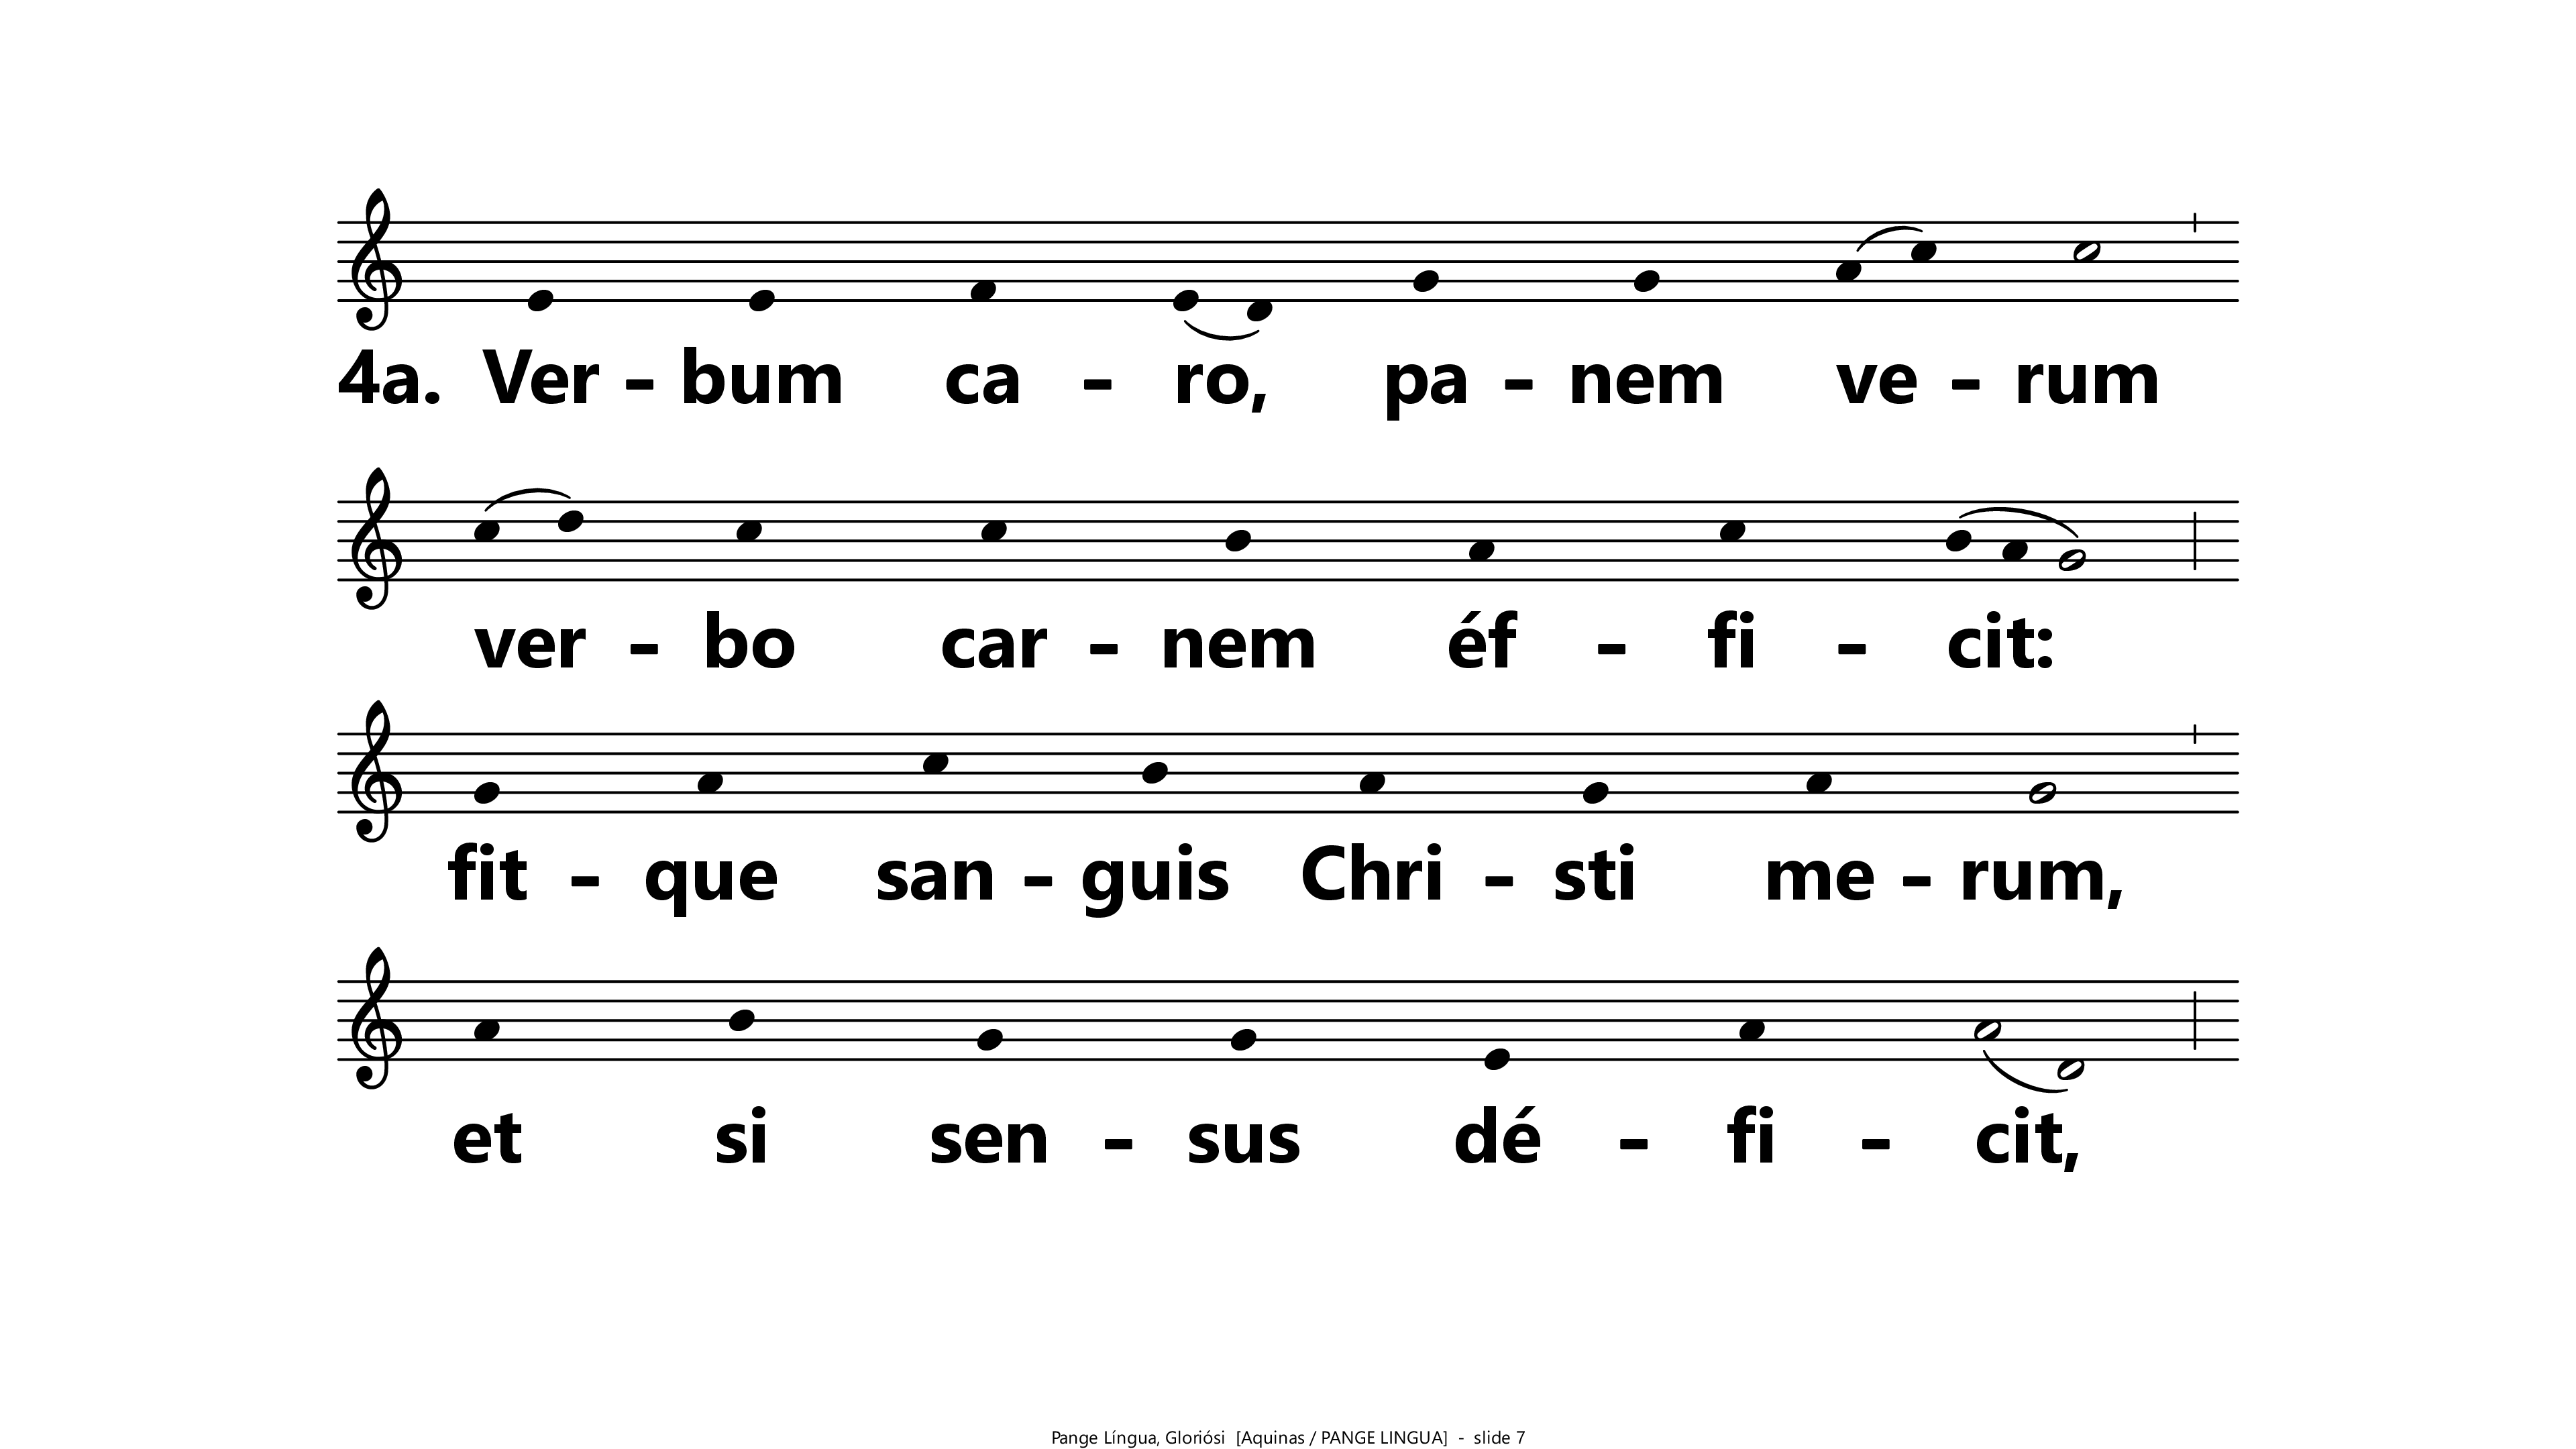 4a. Ver - bum ca - ro, pa - nem ve - rum
ver - bo car - nem éf - fi - cit:
fit - que san - guis Chri - sti me - rum,
et si sen - sus dé - fi - cit,
Pange Língua, Gloriósi [Aquinas / PANGE LINGUA] - slide 7